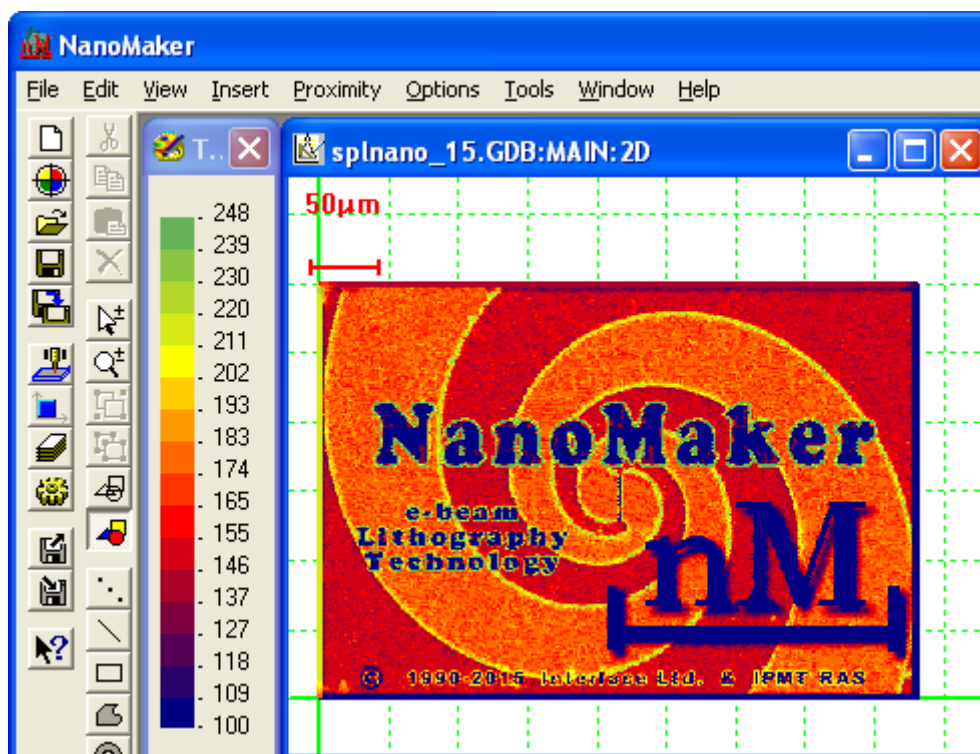 NanoMaker
File Edit View Insert Proximity Options Tools Window Help
T..
splnano_15.GDB:MAIN:2D
50µm
248
239
230
220
211
202
193
183
174
165
155
146
137
127
118
109
100
NanoMaker
e-beam
Lithography
Technology
nM
© 1990-2015 Interface Ltd. & IPMT RAS